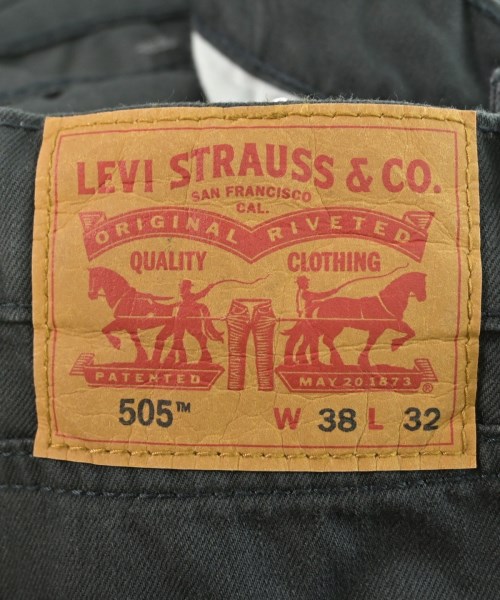 LEVI STRAUSS & CO.
SAN FRANCISCO
CAL.
ORIGINAL RIVETED
QUALITY CLOTHING
PATENTED MAY 20 1873 ®
505™ W 38 L 32